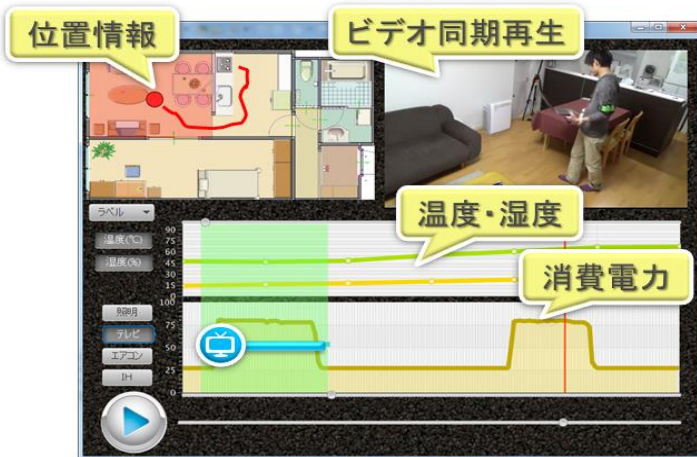 位置情報
ビデオ同期再生
ラベル
温度・湿度
温度(℃)
湿度(%)
90
75
60
45
30
15
0
消費電力
照明
テレビ
エアコン
IH
100
75
50
25
0